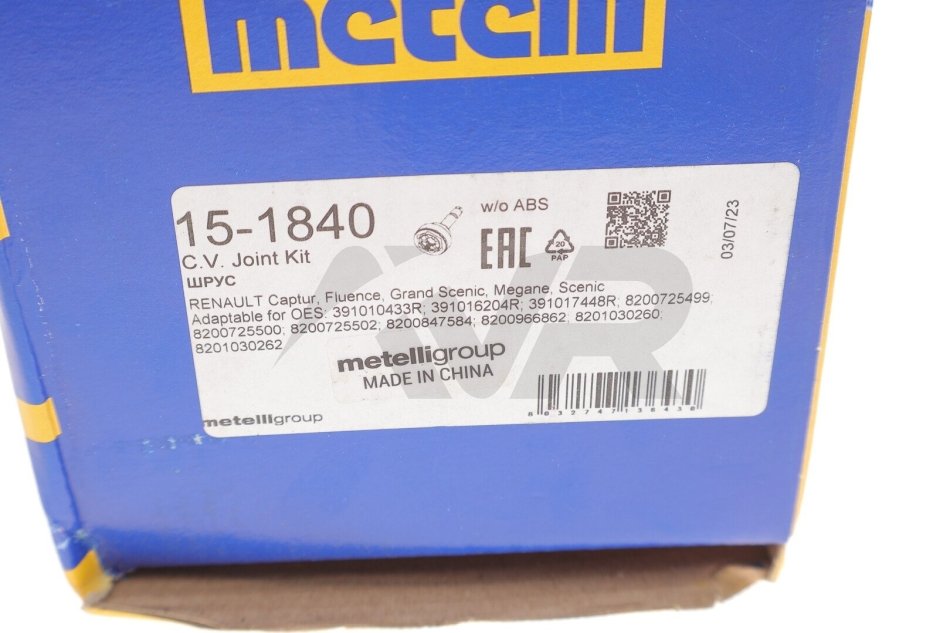 metelli
15-1840
C.V. Joint Kit
ШРУС
w/o ABS
EAC
20
PAP
03/07/23
RENAULT Captur, Fluence, Grand Scenic, Megane, Scenic
Adaptable for OES: 391010433R; 391016204R; 391017448R; 8200725499;
8200725500; 8200725502; 8200847584; 8200966862; 8201030260;
8201030262
metelligroup
MADE IN CHINA
metelligroup
8032747136438